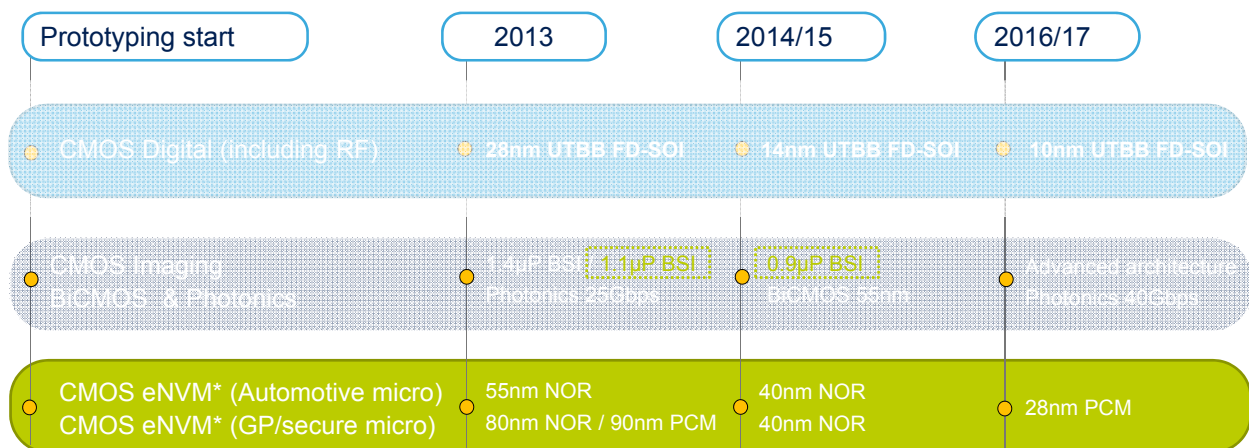 Prototyping start 2013 2014/15 2016/17
CMOS Digital (including RF) 28nm UTBB FD-SOI 14nm UTBB FD-SOI 10nm UTBB FD-SOI
CMOS Imaging 1.4µP BSI / 1.1µP BSI 0.9µP BSI Advanced architecture
BiCMOS & Photonics Photonics 25Gbps BiCMOS 55nm Photonics 40Gbps
CMOS eNVM* (Automotive micro) 55nm NOR 40nm NOR
CMOS eNVM* (GP/secure micro) 80nm NOR / 90nm PCM 40nm NOR 28nm PCM